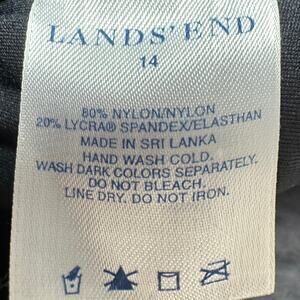 LANDS' END
14
80% NYLON/NYLON
20% LYCRA® SPANDEX/ELASTHAN
MADE IN SRI LANKA
HAND WASH COLD.
WASH DARK COLORS SEPARATELY.
DO NOT BLEACH.
LINE DRY. DO NOT IRON.